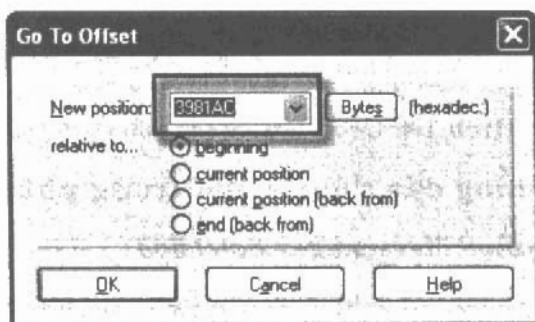 Go To Offset
New position: 3981AC Bytes (hexadec.)
relative to... beginning
current position
current position (back from)
end (back from)
OK Cancel Help